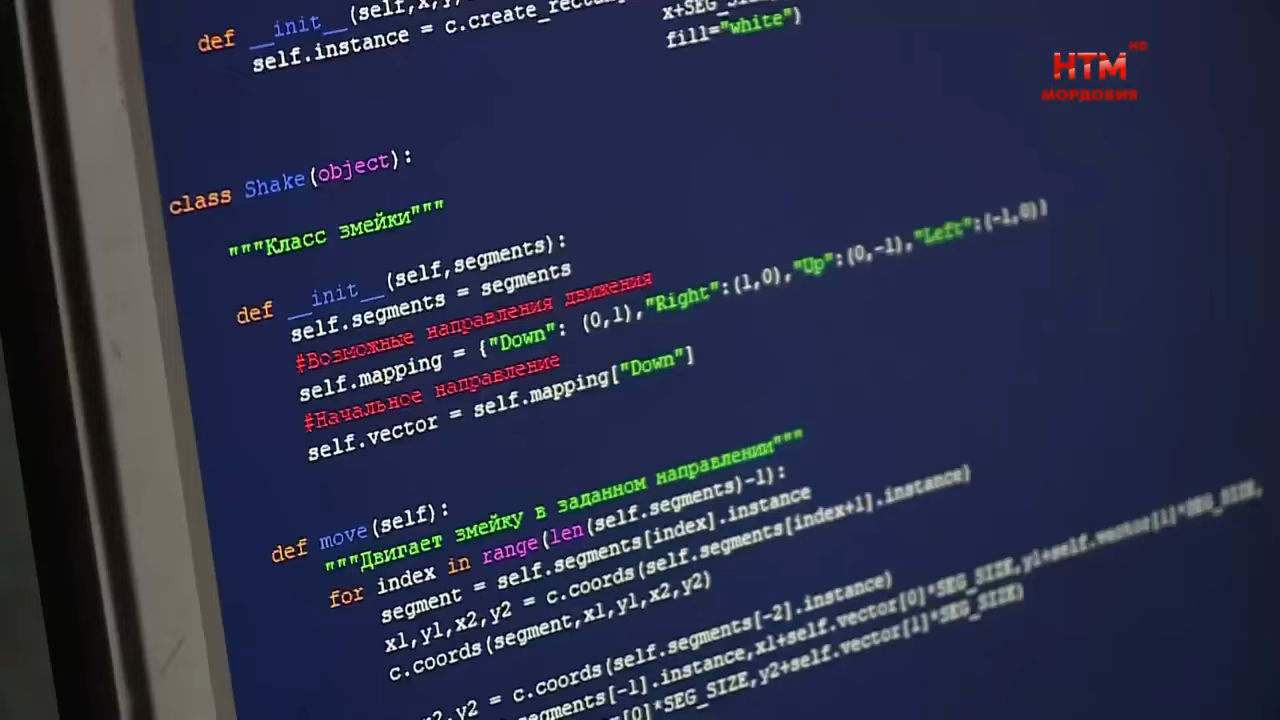 def __init__(self,x,y,
self.instance = c.create_rectan
x+SEG_SIZ
fill="white")
НТМ HD
МОРДОВИЯ
class Shake(object):
"""Класс змейки"""
def __init__(self,segments):
self.segments = segments
#Возможные направления движения
self.mapping = {"Down": (0,1),"Right":(1,0),"Up":(0,-1),"Left":(-1,0)}
#Начальное направление
self.vector = self.mapping["Down"]
def move(self):
"""Двигает змейку в заданном направлении"""
for index in range(len(self.segments)-1):
segment = self.segments[index].instance
x1,y1,x2,y2 = c.coords(self.segments[index+1].instance)
c.coords(segment,x1,y1,x2,y2)
x2,y2 = c.coords(self.segments[-2].instance)
egments[-1].instance,x1+self.vector[0]*SEG_SIZE,y1+self.vector[1]*SEG_SIZE,
[0]*SEG_SIZE,y2+self.vector[1]*SEG_SIZE)